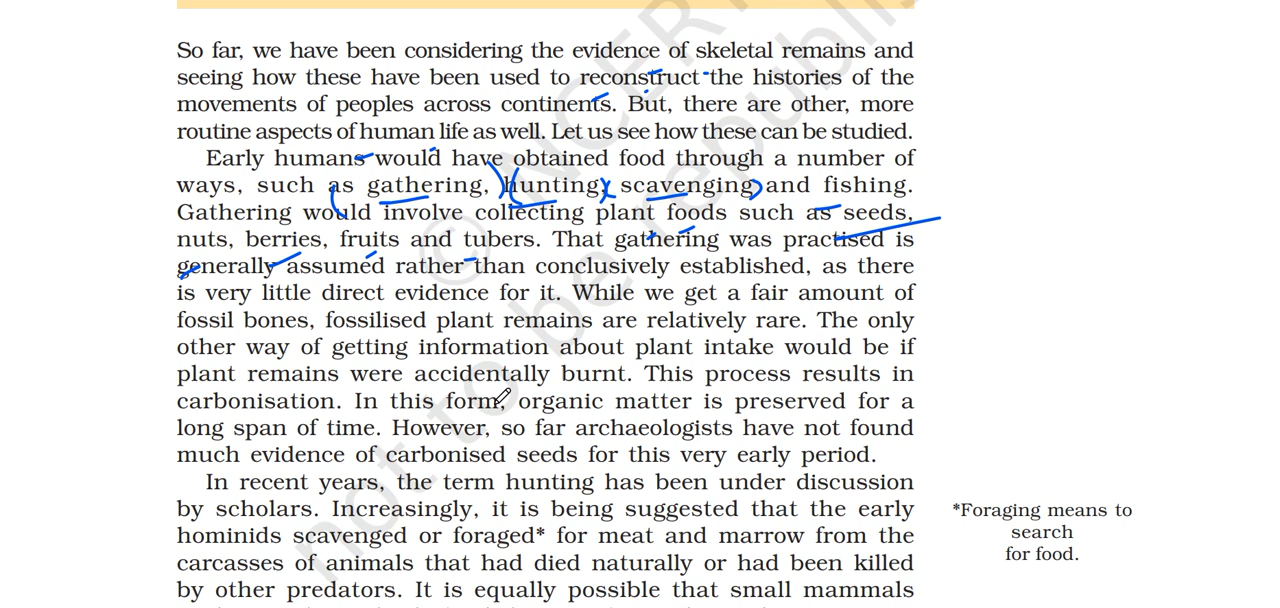 So far, we have been considering the evidence of skeletal remains and
seeing how these have been used to reconstruct the histories of the
movements of peoples across continents. But, there are other, more
routine aspects of human life as well. Let us see how these can be studied.
Early humans would have obtained food through a number of
ways, such as gathering, hunting, scavenging and fishing.
Gathering would involve collecting plant foods such as seeds,
nuts, berries, fruits and tubers. That gathering was practised is
generally assumed rather than conclusively established, as there
is very little direct evidence for it. While we get a fair amount of
fossil bones, fossilised plant remains are relatively rare. The only
other way of getting information about plant intake would be if
plant remains were accidentally burnt. This process results in
carbonisation. In this form, organic matter is preserved for a
long span of time. However, so far archaeologists have not found
much evidence of carbonised seeds for this very early period.
In recent years, the term hunting has been under discussion
by scholars. Increasingly, it is being suggested that the early
hominids scavenged or foraged* for meat and marrow from the
carcasses of animals that had died naturally or had been killed
by other predators. It is equally possible that small mammals
*Foraging means to
search
for food.
© NCERT
not to be republis